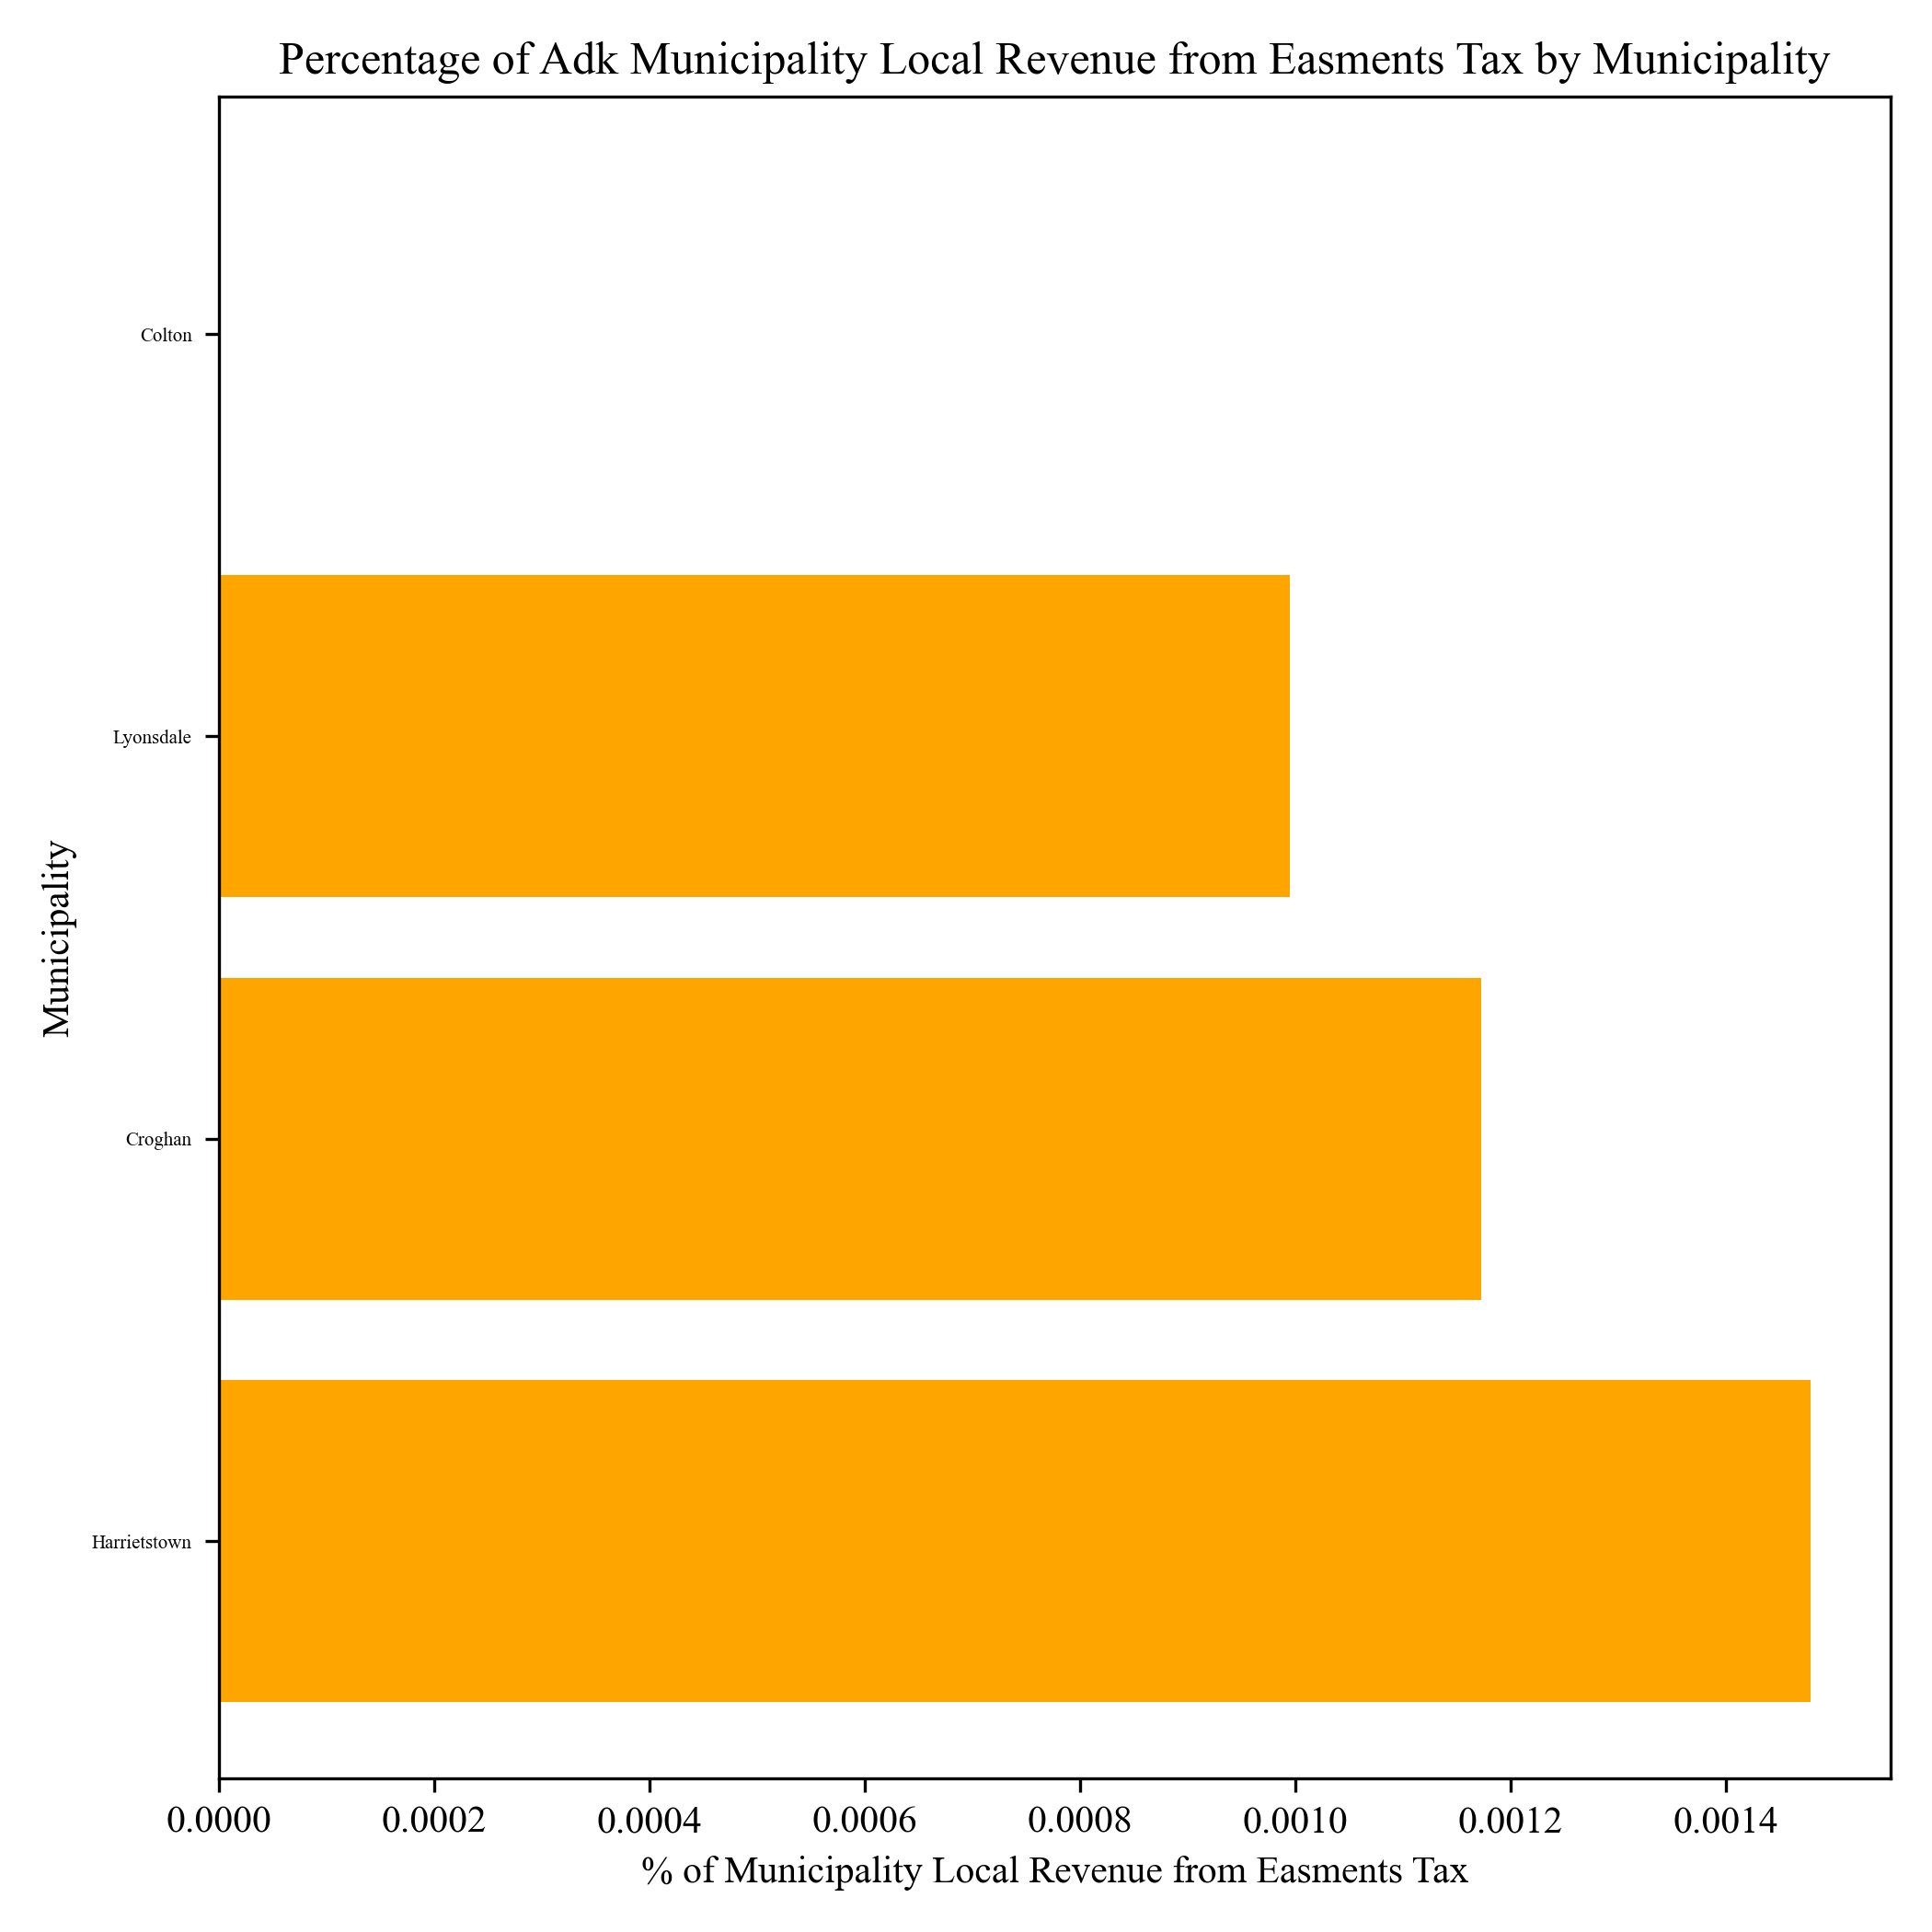 Percentage of Adk Municipality Local Revenue from Easments Tax by Municipality
Municipality
Colton
Lyonsdale
Croghan
Harrietstown
0.0000 0.0002 0.0004 0.0006 0.0008 0.0010 0.0012 0.0014
% of Municipality Local Revenue from Easments Tax